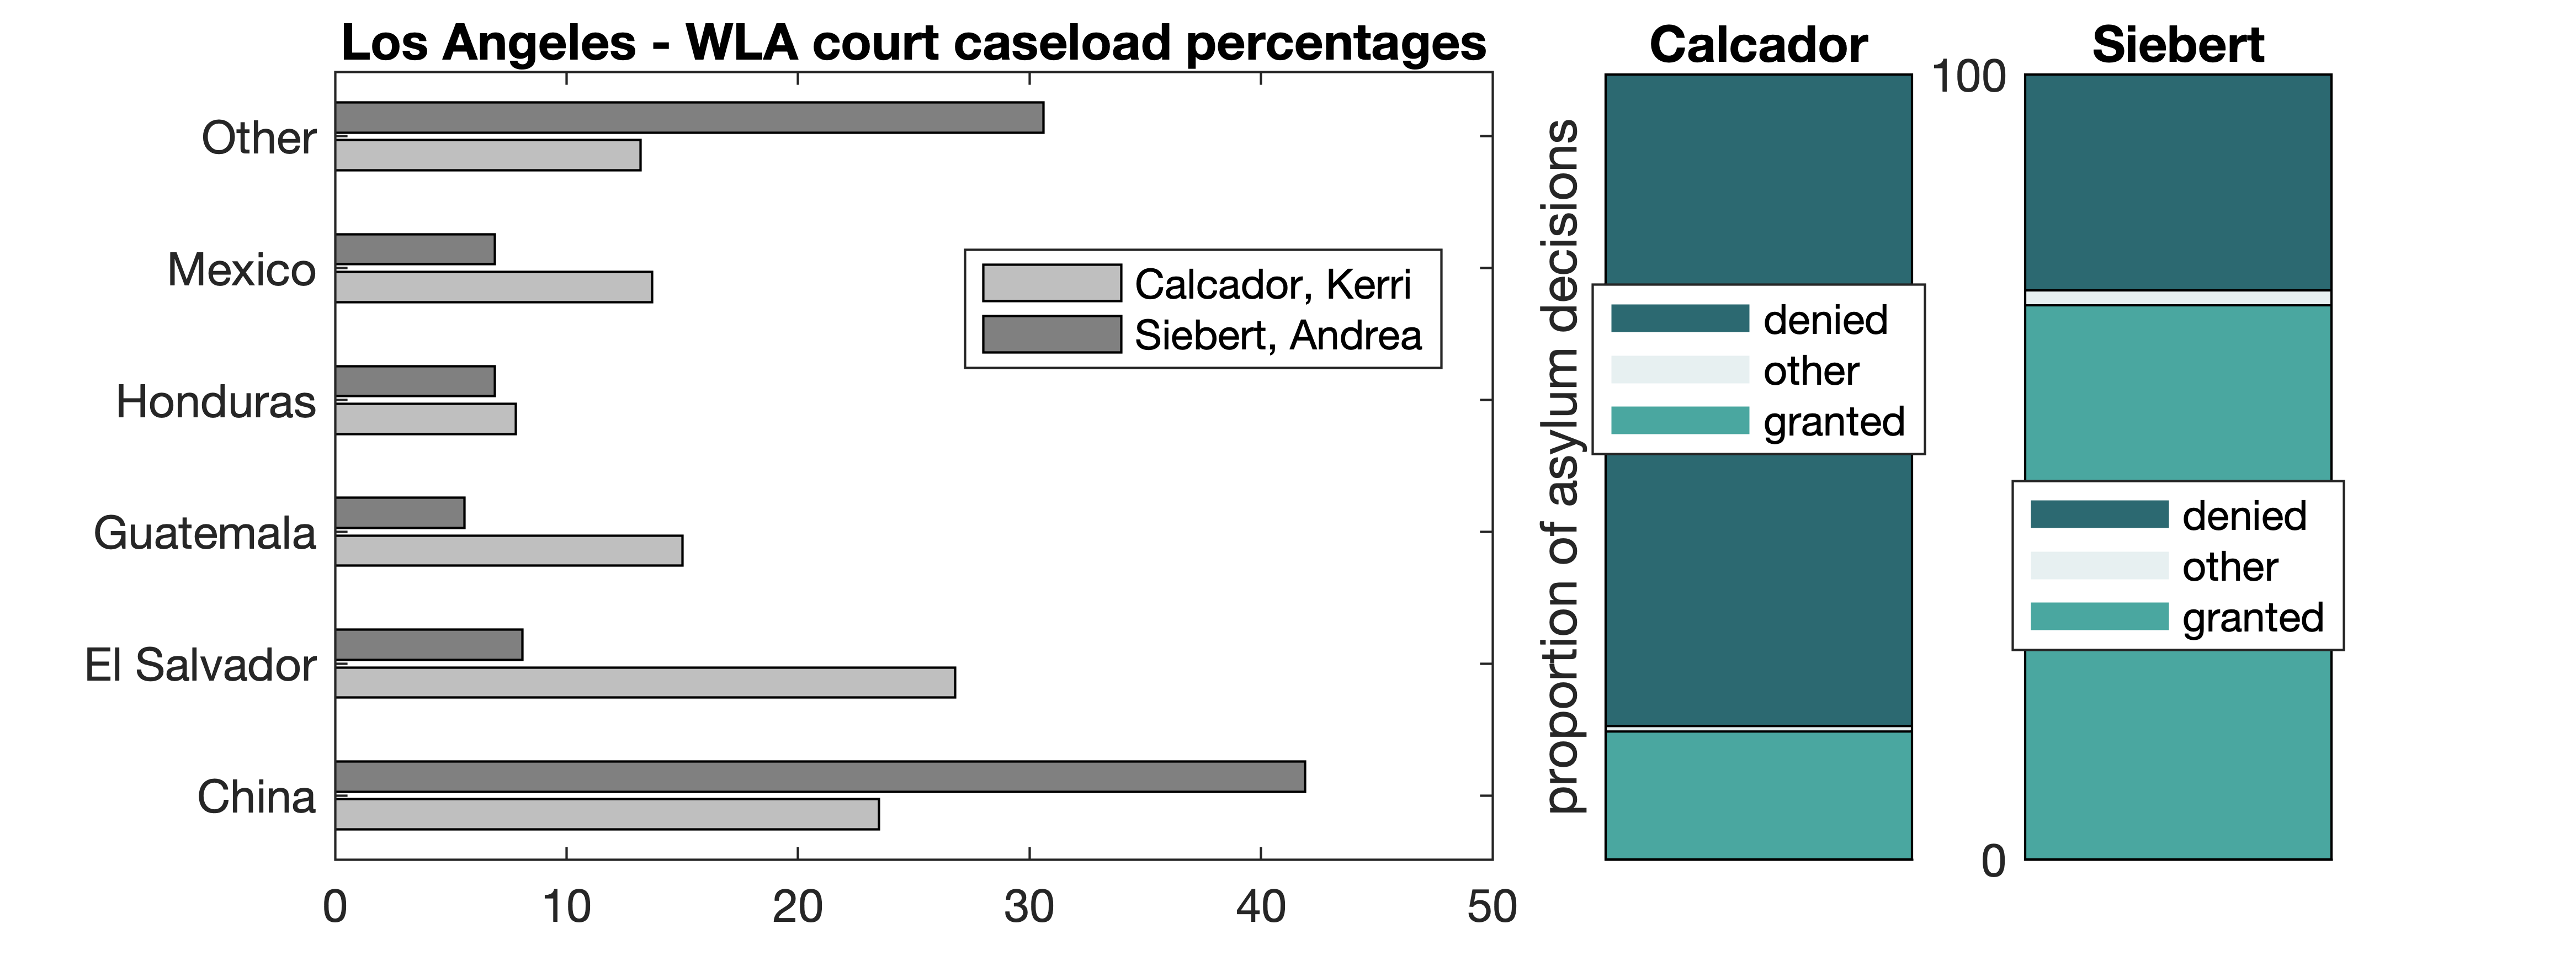 Los Angeles - WLA court caseload percentages
Other
Mexico
Honduras
Guatemala
El Salvador
China
0 10 20 30 40 50
Calcador, Kerri
Siebert, Andrea
proportion of asylum decisions
Calcador
denied
other
granted
Siebert
100
0
denied
other
granted